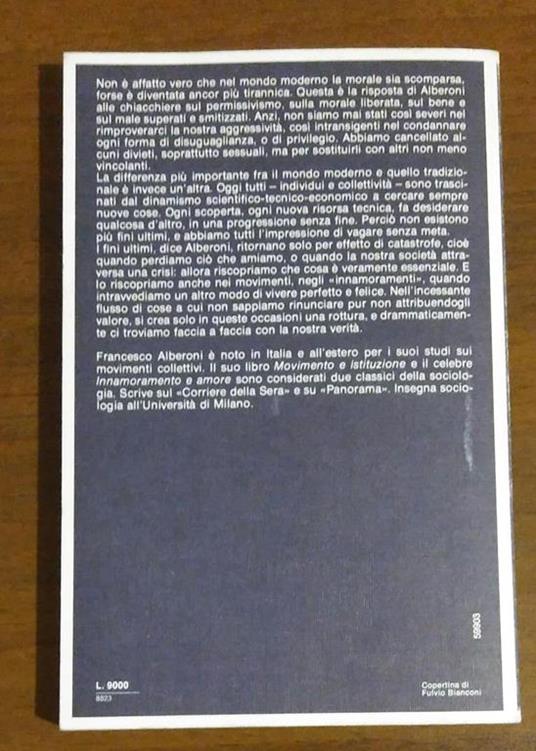 Non è affatto vero che nel mondo moderno la morale sia scomparsa,
forse è diventata ancor più tirannica. Questa è la risposta di Alberoni
alle chiacchiere sul permissivismo, sulla morale liberata, sul bene e
sul male superati e smitizzati. Anzi, non siamo mai stati così severi nel
rimproverarci la nostra aggressività, così intransigenti nel condannare
ogni forma di disuguaglianza, o di privilegio. Abbiamo cancellato al-
cuni divieti, soprattutto sessuali, ma per sostituirli con altri non meno
vincolanti.
La differenza più importante fra il mondo moderno e quello tradizio-
nale è invece un'altra. Oggi tutti – individui e collettività – sono trasci-
nati dal dinamismo scientifico-tecnico-economico a cercare sempre
nuove cose. Ogni scoperta, ogni nuova risorsa tecnica, fa desiderare
qualcosa d'altro, in una progressione senza fine. Perciò non esistono
più fini ultimi, e abbiamo tutti l'impressione di vagare senza meta.
I fini ultimi, dice Alberoni, ritornano solo per effetto di catastrofe, cioè
quando perdiamo ciò che amiamo, o quando la nostra società attra-
versa una crisi: allora riscopriamo che cosa è veramente essenziale. E
lo riscopriamo anche nei movimenti, negli «innamoramenti», quando
intravvediamo un altro modo di vivere perfetto e felice. Nell'incessante
flusso di cose a cui non sappiamo rinunciare pur non attribuendogli
valore, si crea solo in queste occasioni una rottura, e drammaticamen-
te ci troviamo faccia a faccia con la nostra verità.
Francesco Alberoni è noto in Italia e all'estero per i suoi studi sui
movimenti collettivi. Il suo libro Movimento e istituzione e il celebre
Innamoramento e amore sono considerati due classici della sociolo-
gia. Scrive sul «Corriere della Sera» e su «Panorama». Insegna socio-
logia all'Università di Milano.
59903
L. 9000
8823
Copertina di
Fulvio Bianconi